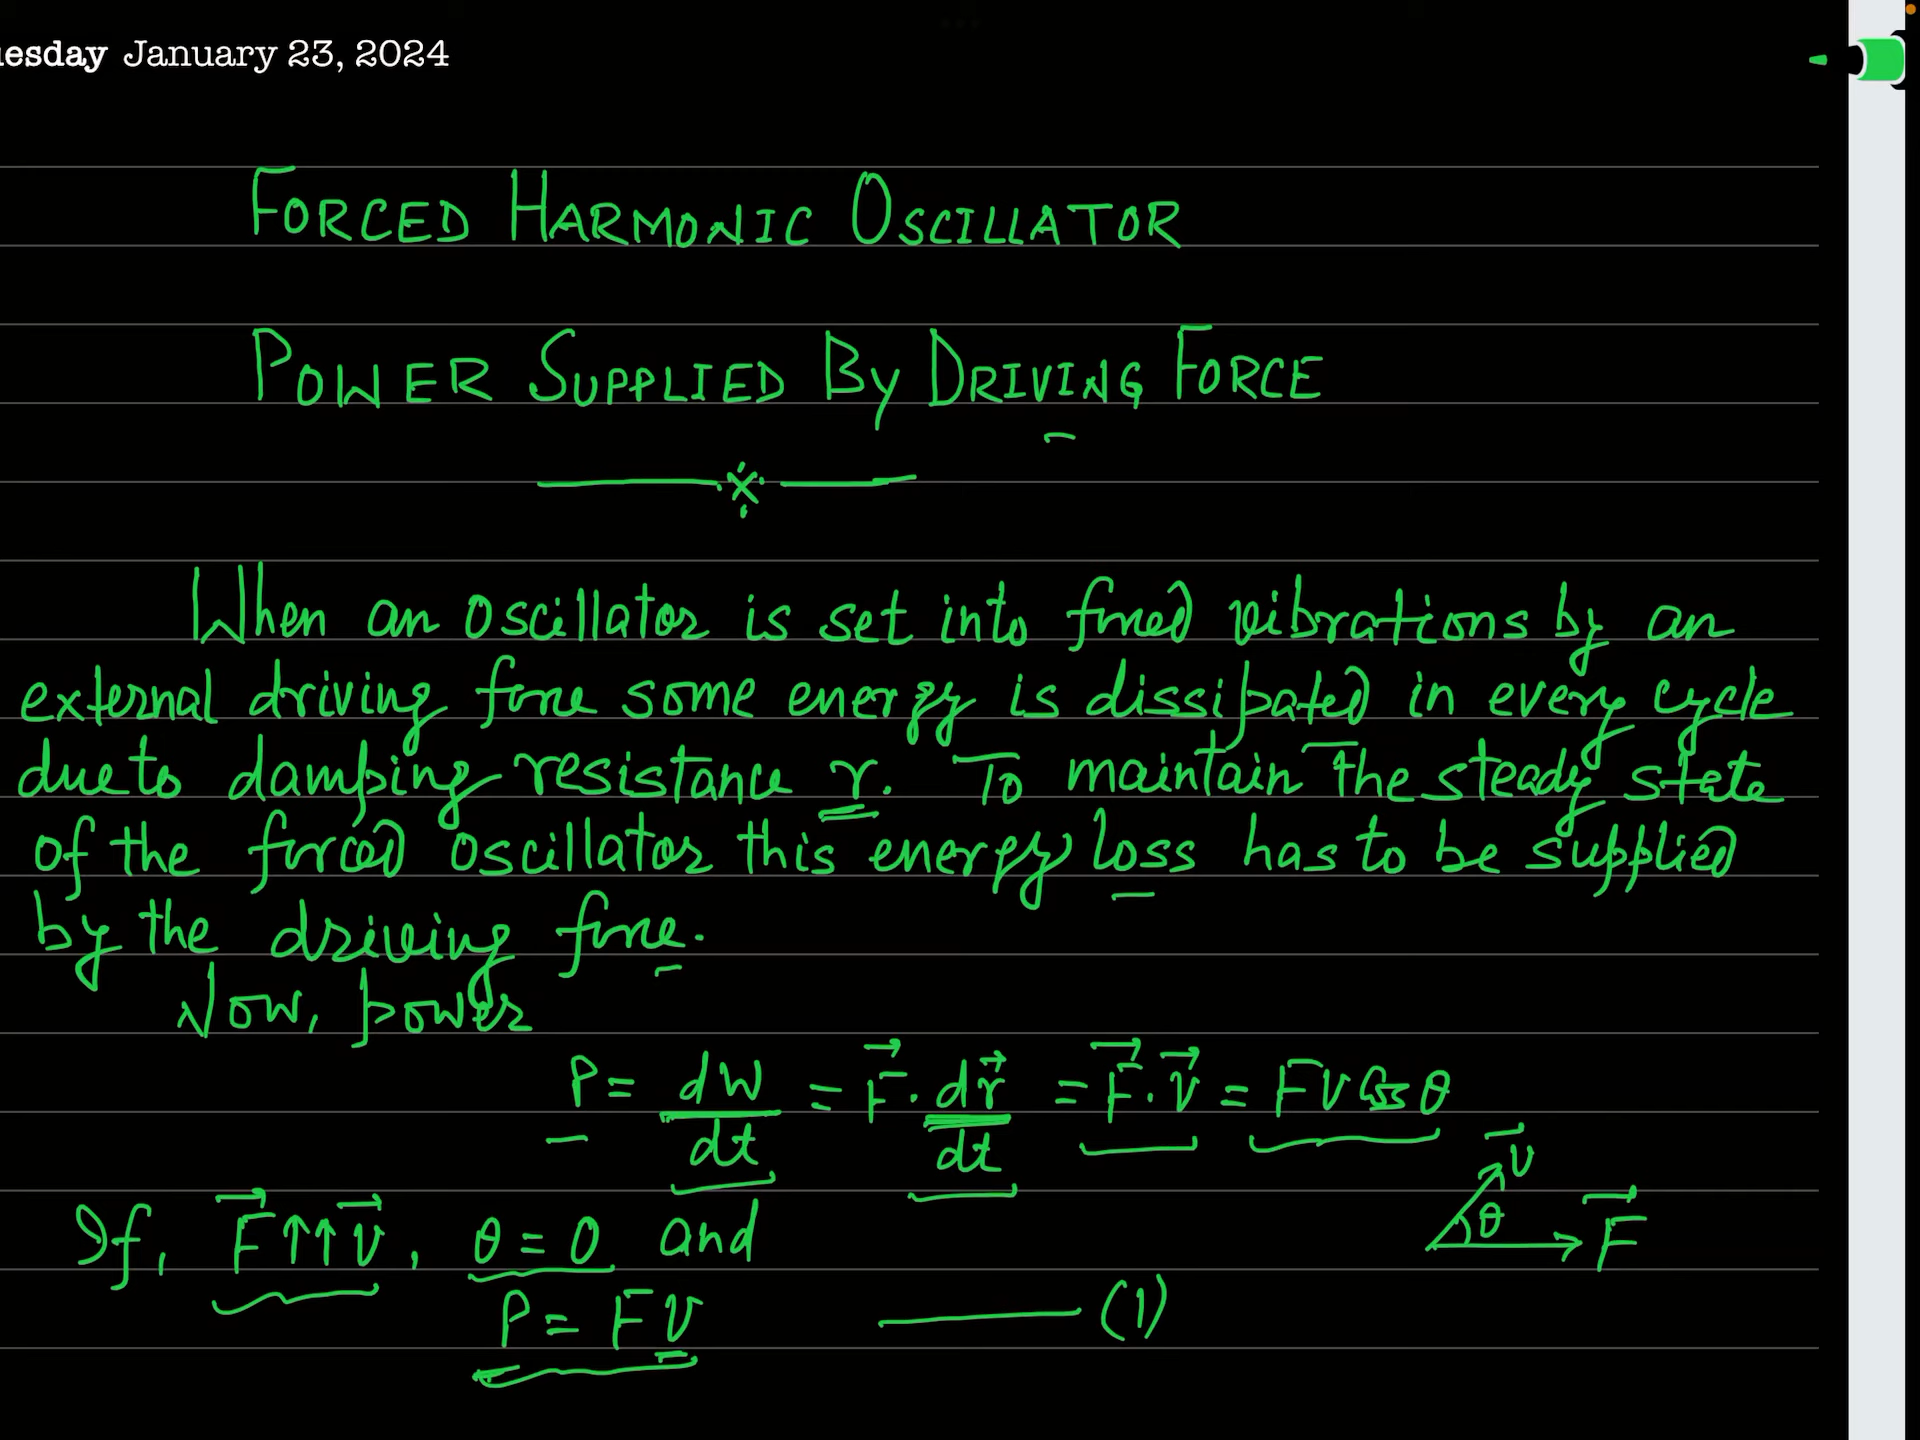 uesday January 23, 2024
FORCED HARMONIC OSCILLATOR
POWER SUPPLIED By DRIVING FORCE
When an oscillator is set into forced vibrations by an
external driving force some energy is dissipated in every cycle
due to damping resistance r. To maintain the steady state
of the forced oscillator this energy loss has to be supplied
by the driving force.
Now, power
P = dW/dt = F⃗ · dr⃗/dt = F⃗ · v⃗ = Fv Cos θ
v⃗
θ
F⃗
If, F⃗ ↑↑ v⃗, θ = 0 and
P = Fv —— (1)